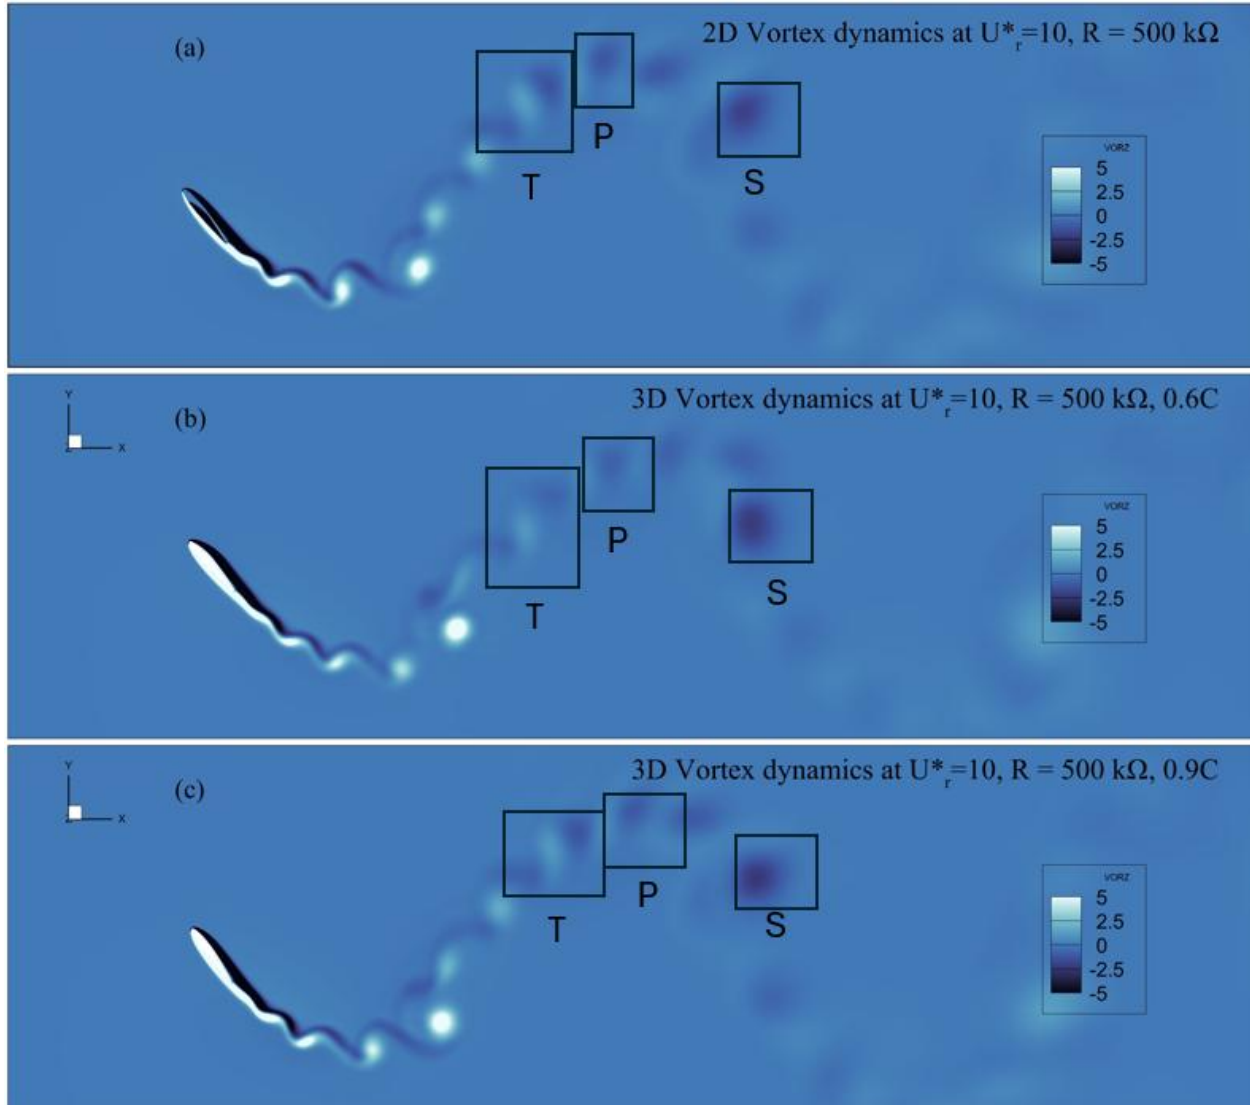 (a)
2D Vortex dynamics at U*r=10, R = 500 kΩ
T
P
S
VORZ
5
2.5
0
-2.5
-5
Y
X
(b)
3D Vortex dynamics at U*r=10, R = 500 kΩ, 0.6C
T
P
S
VORZ
5
2.5
0
-2.5
-5
Y
X
(c)
3D Vortex dynamics at U*r=10, R = 500 kΩ, 0.9C
T
P
S
VORZ
5
2.5
0
-2.5
-5